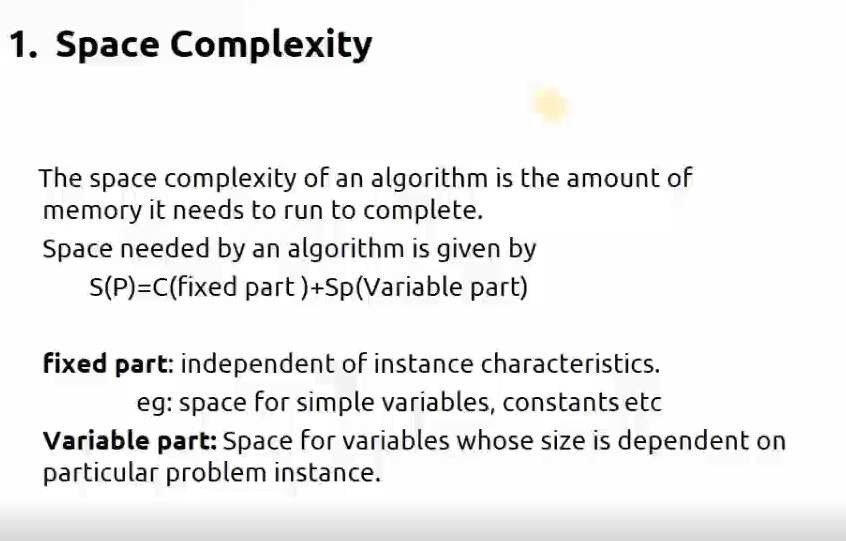 1. Space Complexity
The space complexity of an algorithm is the amount of
memory it needs to run to complete.
Space needed by an algorithm is given by
S(P)=C(fixed part )+Sp(Variable part)
fixed part: independent of instance characteristics.
eg: space for simple variables, constants etc
Variable part: Space for variables whose size is dependent on
particular problem instance.